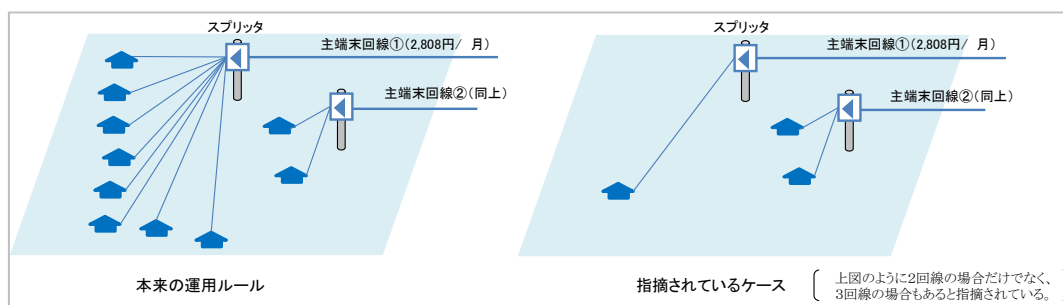 スプリッタ
主端末回線①(2,808円/ 月)
主端末回線②(同上)
本来の運用ルール
スプリッタ
主端末回線①(2,808円/ 月)
主端末回線②(同上)
指摘されているケース
上図のように2回線の場合だけでなく、
3回線の場合もあると指摘されている。